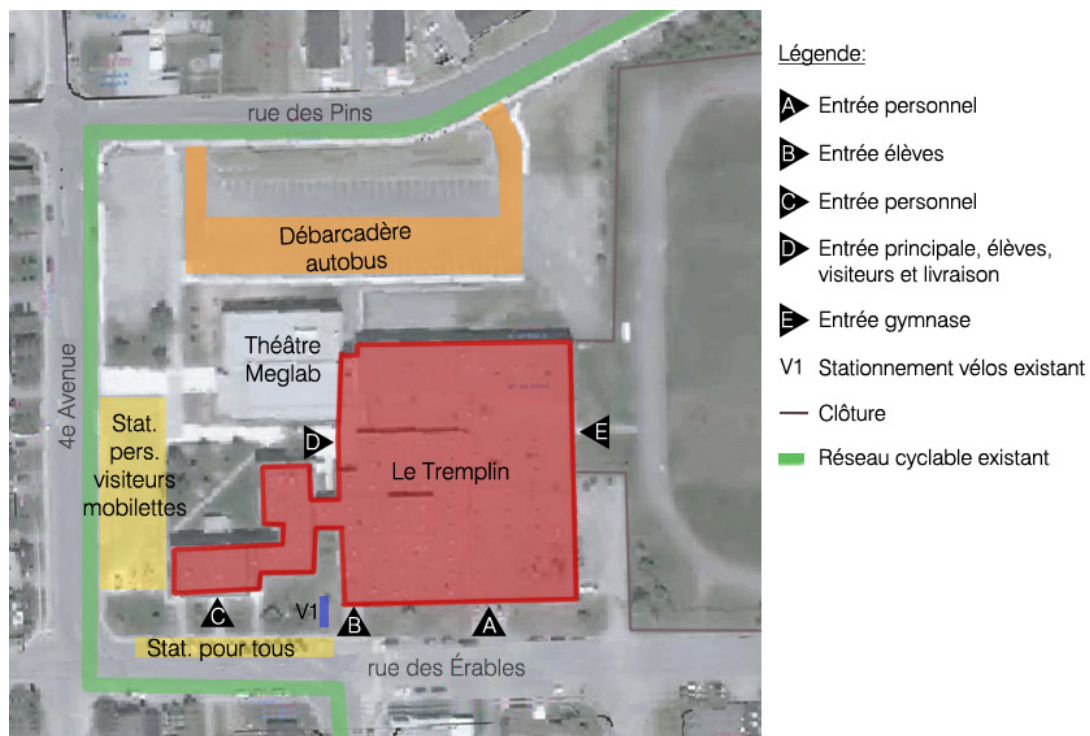 rue des Pins
Débarcadère
autobus
Théâtre
Meglab
4e Avenue
Stat.
pers.
visiteurs
mobilettes
D
E
Le Tremplin
C
V1
B
A
Stat. pour tous
rue des Érables
Légende:
A Entrée personnel
B Entrée élèves
C Entrée personnel
D Entrée principale, élèves,
visiteurs et livraison
E Entrée gymnase
V1 Stationnement vélos existant
Clôture
Réseau cyclable existant